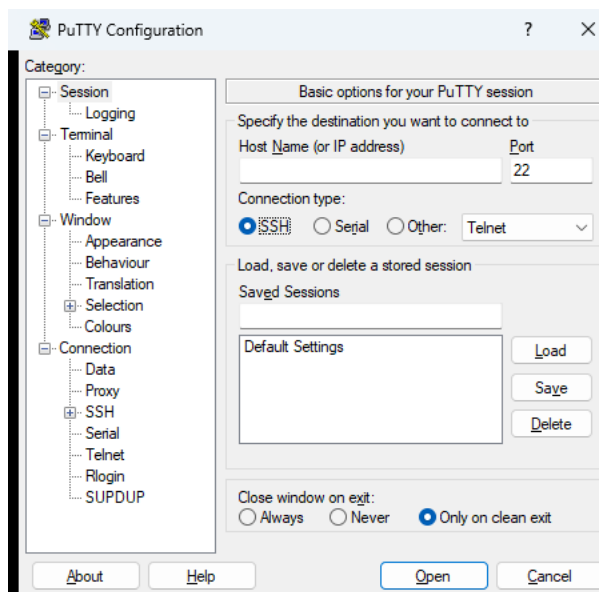 PuTTY Configuration
?
Category:
Session
Logging
Terminal
Keyboard
Bell
Features
Window
Appearance
Behaviour
Translation
Selection
Colours
Connection
Data
Proxy
SSH
Serial
Telnet
Rlogin
SUPDUP
Basic options for your PuTTY session
Specify the destination you want to connect to
Host Name (or IP address) Port
22
Connection type:
SSH Serial Other: Telnet
Load, save or delete a stored session
Saved Sessions
Default Settings
Load
Save
Delete
Close window on exit:
Always Never Only on clean exit
About Help Open Cancel